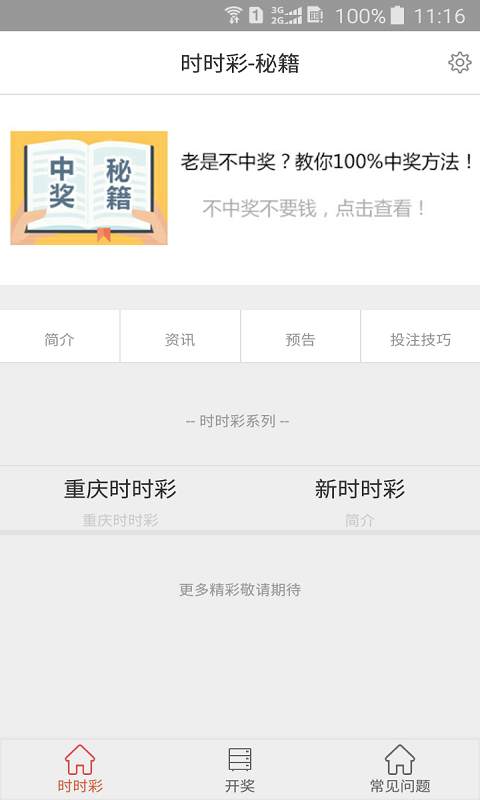 1 3G 2G 100% 11:16
时时彩-秘籍
中奖 秘籍
老是不中奖？教你100%中奖方法！
不中奖不要钱，点击查看！
简介 资讯 预告 投注技巧
-- 时时彩系列 --
重庆时时彩 新时时彩
重庆时时彩 简介
更多精彩敬请期待
时时彩 开奖 常见问题